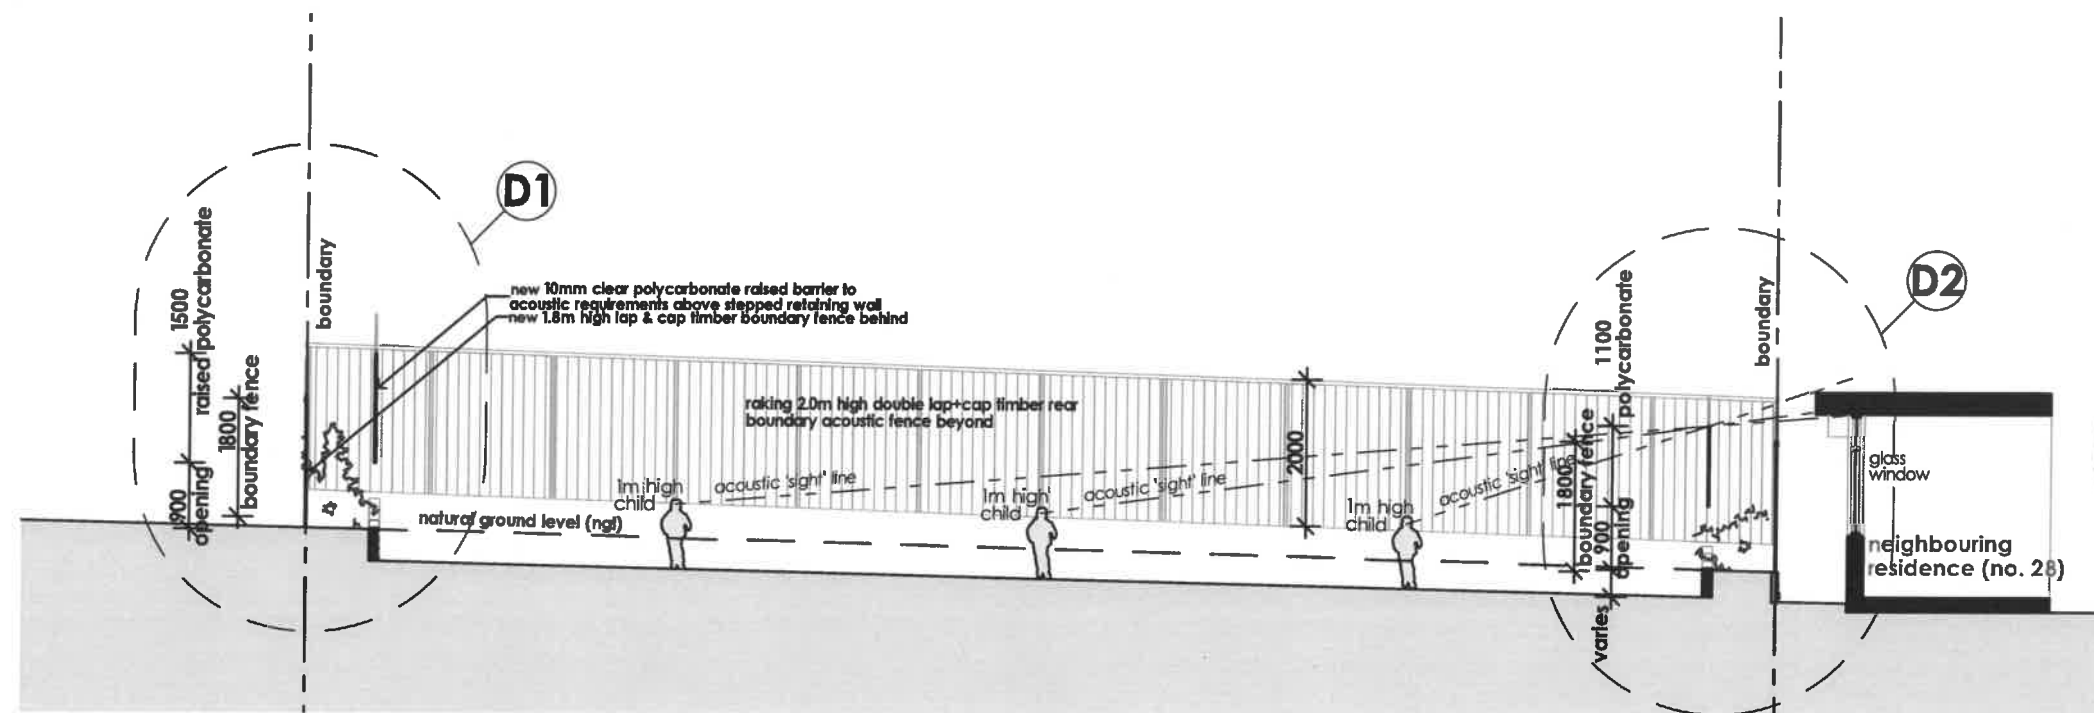 D1
D2
1500
raised polycarbonate
boundary
900
opening
1800
boundary fence
new 10mm clear polycarbonate raised barrier to
acoustic requirements above stepped retaining wall
new 1.8m high lap & cap timber boundary fence behind
raking 2.0m high double lap+cap timber rear
boundary acoustic fence beyond
natural ground level (ngl)
1m high
child
acoustic 'sight' line
1m high
child
acoustic 'sight' line
2000
1m high
child
acoustic 'sight' line
1800
boundary fence
1100
polycarbonate
900
opening
varies
boundary
glass
window
neighbouring
residence (no. 28)